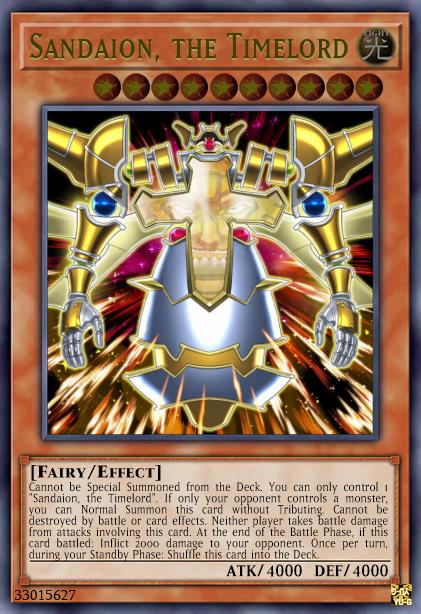 SANDAION, THE TIMELORD
LIGHT
光
[FAIRY/EFFECT]
Cannot be Special Summoned from the Deck. You can only control 1
"Sandaion, the Timelord". If only your opponent controls a monster,
you can Normal Summon this card without Tributing. Cannot be
destroyed by battle or card effects. Neither player takes battle damage
from attacks involving this card. At the end of the Battle Phase, if this
card battled: Inflict 2000 damage to your opponent. Once per turn,
during your Standby Phase: Shuffle this card into the Deck.
ATK/4000 DEF/4000
33015627